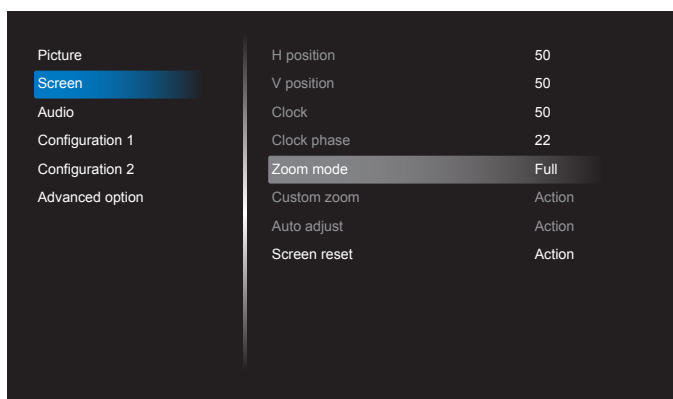 Picture
Screen
Audio
Configuration 1
Configuration 2
Advanced option
H position 50
V position 50
Clock 50
Clock phase 22
Zoom mode Full
Custom zoom Action
Auto adjust Action
Screen reset Action